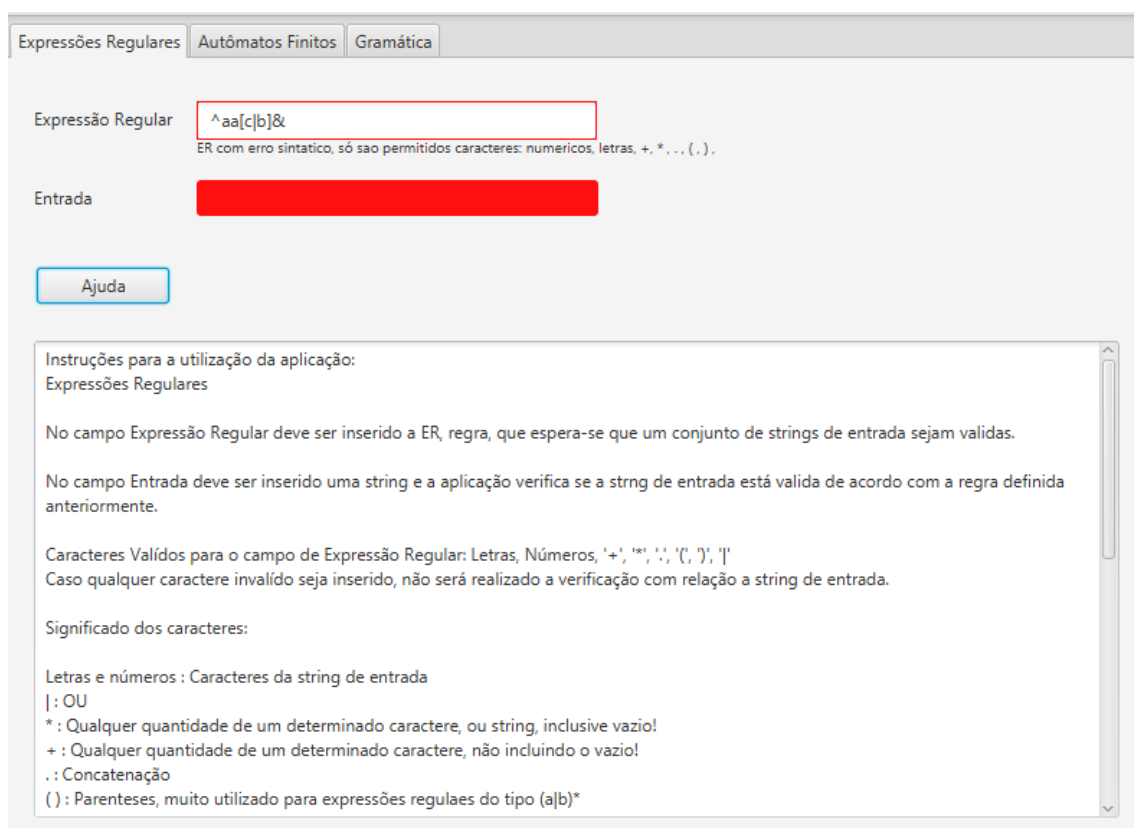 Expressões Regulares Autômatos Finitos Gramática
Expressão Regular ^aa[c|b]&
ER com erro sintatico, só sao permitidos caracteres: numericos, letras, +, * , . , ( , ) ,
Entrada
Ajuda
Instruções para a utilização da aplicação:
Expressões Regulares
No campo Expressão Regular deve ser inserido a ER, regra, que espera-se que um conjunto de strings de entrada sejam validas.
No campo Entrada deve ser inserido uma string e a aplicação verifica se a strng de entrada está valida de acordo com a regra definida
anteriormente.
Caracteres Valídos para o campo de Expressão Regular: Letras, Números, '+', '*', '.', '(', ')', '|'
Caso qualquer caractere invalído seja inserido, não será realizado a verificação com relação a string de entrada.
Significado dos caracteres:
Letras e números : Caracteres da string de entrada
| : OU
* : Qualquer quantidade de um determinado caractere, ou string, inclusive vazio!
+ : Qualquer quantidade de um determinado caractere, não incluindo o vazio!
. : Concatenação
( ) : Parenteses, muito utilizado para expressões regulaes do tipo (a|b)*